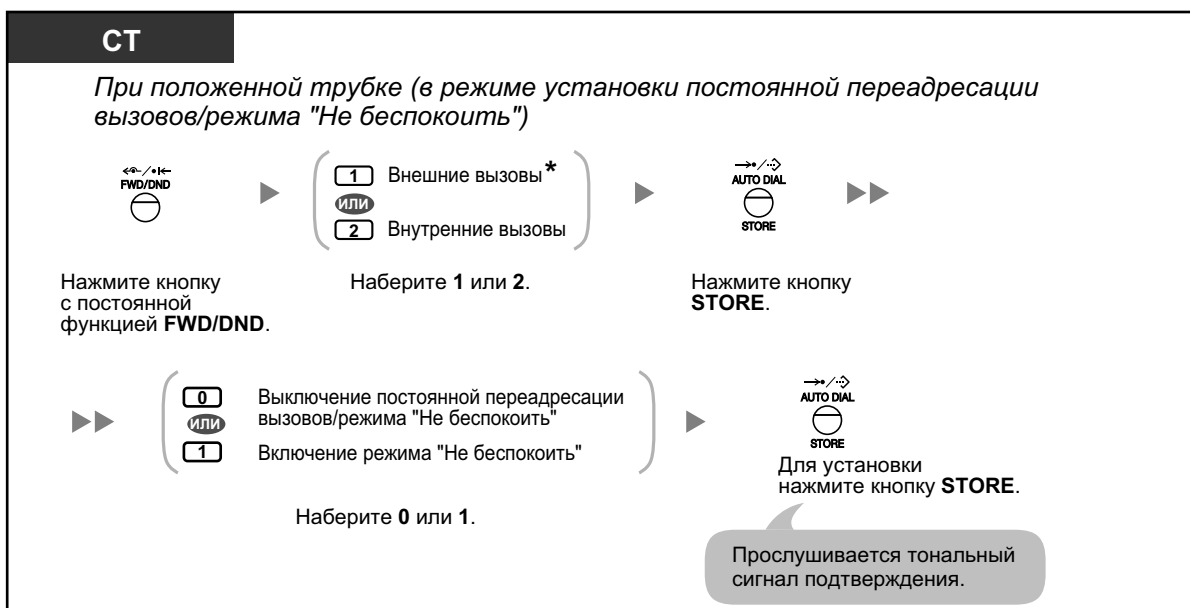 СТ
При положенной трубке (в режиме установки постоянной переадресации
вызовов/режима "Не беспокоить")
FWD/DND
1 Внешние вызовы*
или
2 Внутренние вызовы
AUTO DIAL
STORE
Нажмите кнопку
с постоянной
функцией FWD/DND.
Наберите 1 или 2.
Нажмите кнопку
STORE.
0 Выключение постоянной переадресации
или вызовов/режима "Не беспокоить"
1 Включение режима "Не беспокоить"
Наберите 0 или 1.
AUTO DIAL
STORE
Для установки
нажмите кнопку STORE.
Прослушивается тональный
сигнал подтверждения.